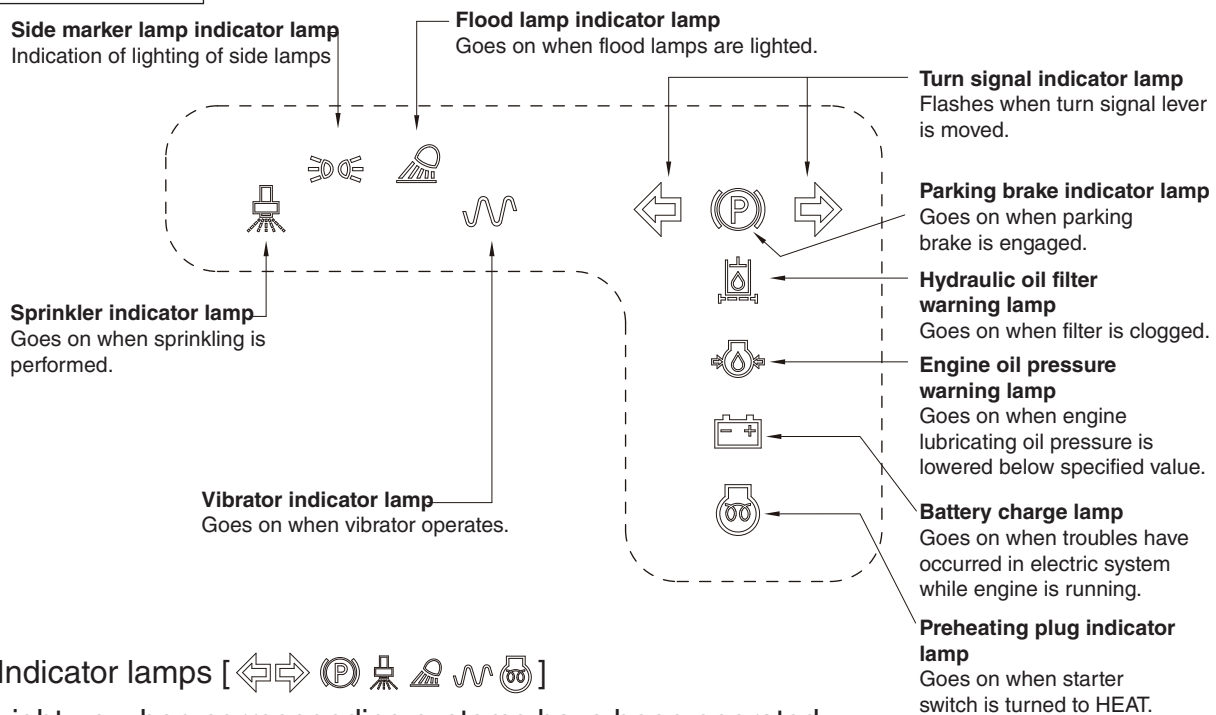 Side marker lamp indicator lamp
Indication of lighting of side lamps
Flood lamp indicator lamp
Goes on when flood lamps are lighted.
Turn signal indicator lamp
Flashes when turn signal lever
is moved.
Parking brake indicator lamp
Goes on when parking
brake is engaged.
Hydraulic oil filter
warning lamp
Goes on when filter is clogged.
Engine oil pressure
warning lamp
Goes on when engine
lubricating oil pressure is
lowered below specified value.
Battery charge lamp
Goes on when troubles have
occurred in electric system
while engine is running.
Preheating plug indicator
lamp
Goes on when starter
switch is turned to HEAT.
Sprinkler indicator lamp
Goes on when sprinkling is
performed.
Vibrator indicator lamp
Goes on when vibrator operates.
P
Indicator lamps [ P ]